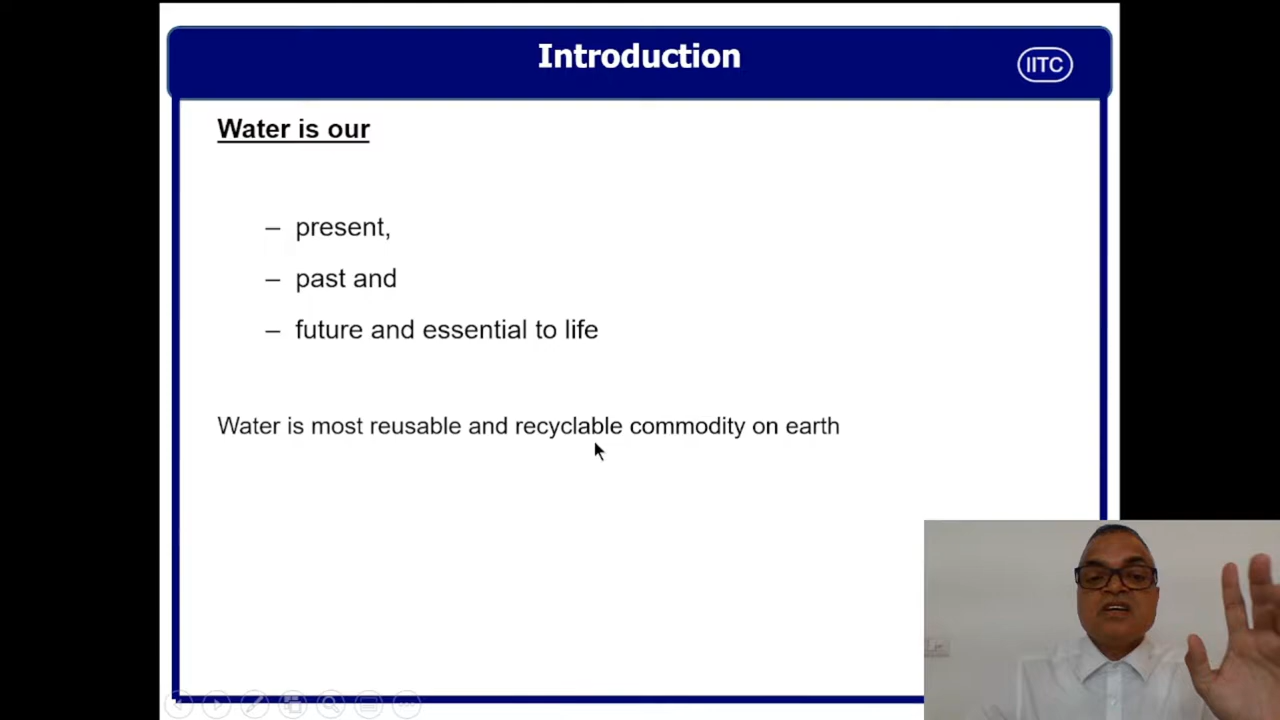 Introduction
IITC
Water is our
– present,
– past and
– future and essential to life
Water is most reusable and recyclable commodity on earth